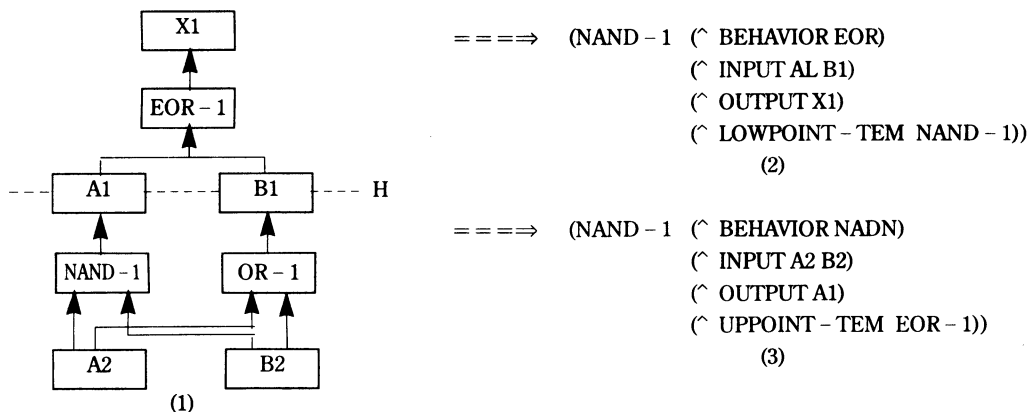 X1
EOR – 1
A1
B1
H
NAND – 1
OR – 1
A2
B2
(1)
= = = =⇒ (NAND – 1 (^ BEHAVIOR EOR)
(^ INPUT AL B1)
(^ OUTPUT X1)
(^ LOWPOINT – TEM NAND – 1))
(2)
= = = =⇒ (NAND – 1 (^ BEHAVIOR NADN)
(^ INPUT A2 B2)
(^ OUTPUT A1)
(^ UPPOINT – TEM EOR – 1))
(3)